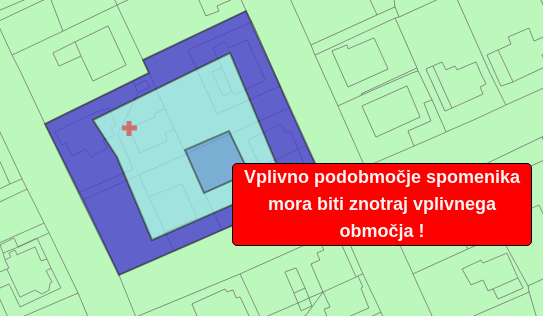 Vplivno podobmočje spomenika
mora biti znotraj vplivnega
območja !